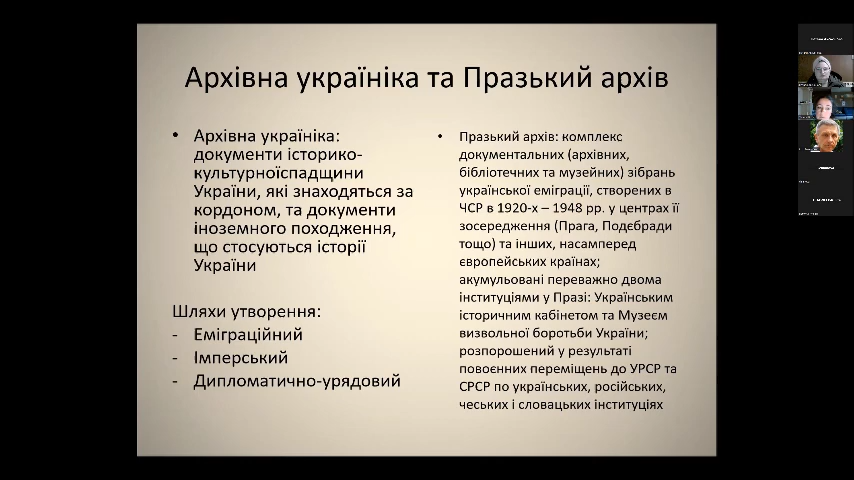 Архівна україніка та Празький архів
• Архівна україніка:
документи історико-
культурноїспадщини
України, які знаходяться за
кордоном, та документи
іноземного походження,
що стосуються історії
України
Шляхи утворення:
- Еміграційний
- Імперський
- Дипломатично-урядовий
• Празький архів: комплекс
документальних (архівних,
бібліотечних та музейних) зібрань
української еміграції, створених в
ЧСР в 1920-х – 1948 рр. у центрах її
зосередження (Прага, Подєбради
тощо) та інших, насамперед
європейських країнах;
акумульовані переважно двома
інституціями у Празі: Українським
історичним кабінетом та Музеєм
визвольної боротьби України;
розпорошений у результаті
повоєнних переміщень до УРСР та
СРСР по українських, російських,
чеських і словацьких інституціях